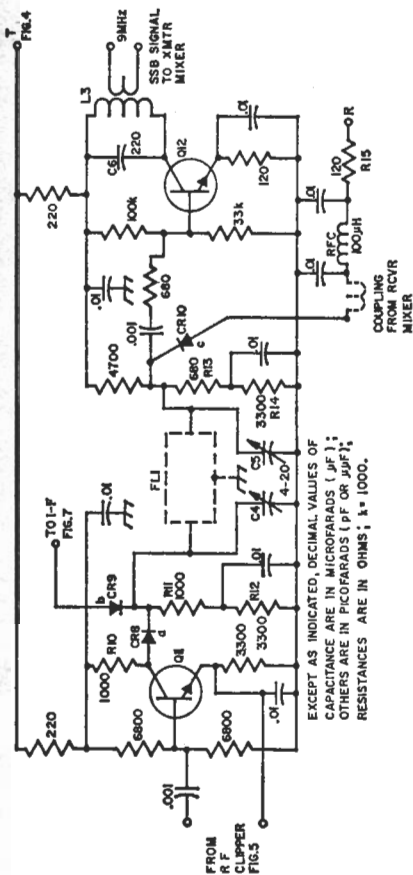 T
FIG.4
220
220
TO I-F
FIG.7
.01
4700
.01
100k
C6
220
L3
9MHz
SSB SIGNAL
TO XMTR
MIXER
R10
1000
b
CR9
CR8
a
6800
Q11
.001
680
CR10
c
Q12
R11
1000
FL1
680
R13
33k
120
.01
FROM
R F
CLIPPER
FIG.5
.001
6800
3300
.01
R12
3300
.01
C4
C5
4-20
.01
3300
R14
.01
.01
RFC
100µH
120
R15
R
COUPLING
FROM RCVR
MIXER
EXCEPT AS INDICATED, DECIMAL VALUES OF
CAPACITANCE ARE IN MICROFARADS ( µF ) ;
OTHERS ARE IN PICOFARADS ( pF OR µµF);
RESISTANCES ARE IN OHMS ; k = 1000.